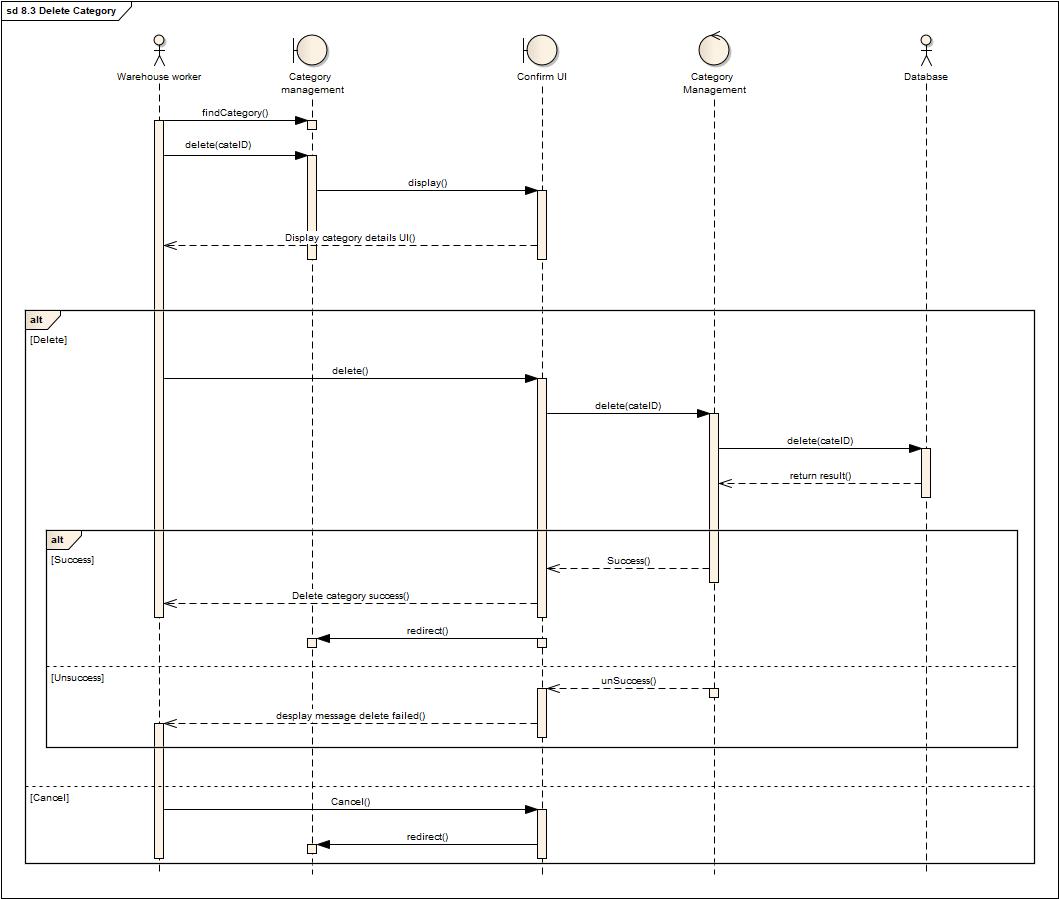 sd 8.3 Delete Category
Warehouse worker
Category
management
Confirm UI
Category
Management
Database
findCategory()
delete(cateID)
display()
Display category details UI()
alt
[Delete]
delete()
delete(cateID)
delete(cateID)
return result()
alt
[Success]
Success()
Delete category success()
redirect()
[Unsuccess]
unSuccess()
desplay message delete failed()
[Cancel]
Cancel()
redirect()